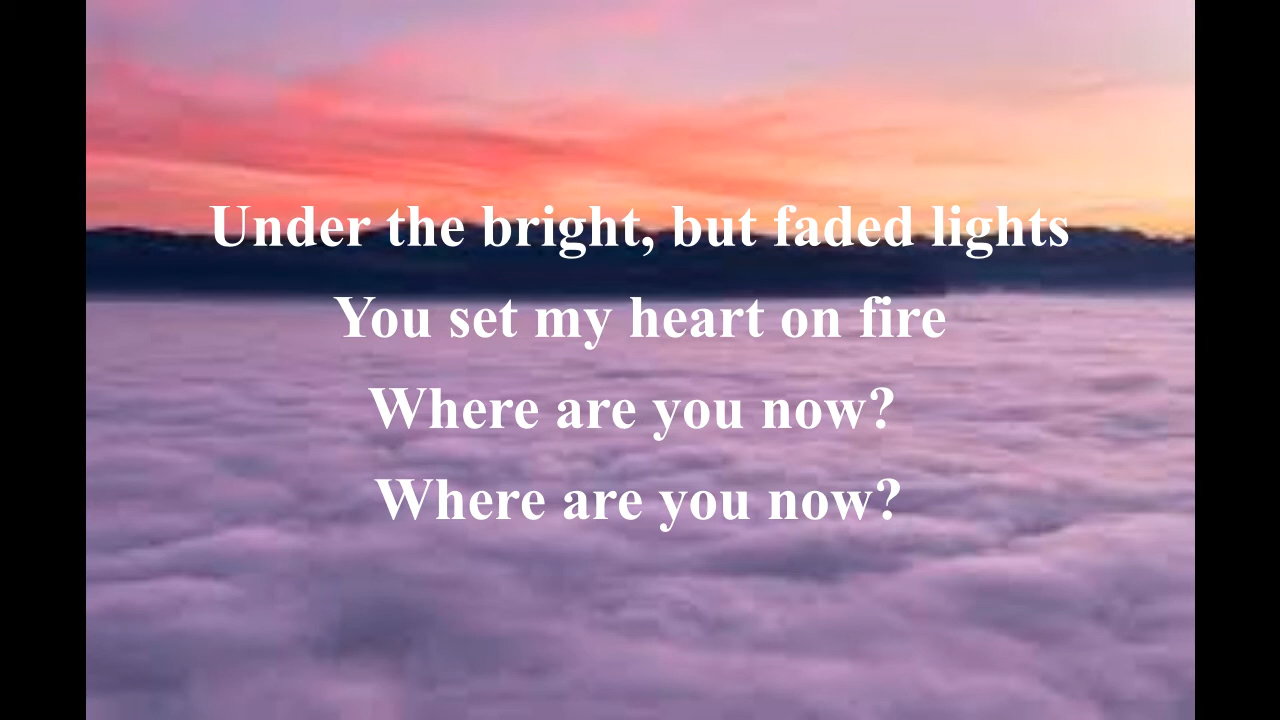 Under the bright, but faded lights
You set my heart on fire
Where are you now?
Where are you now?